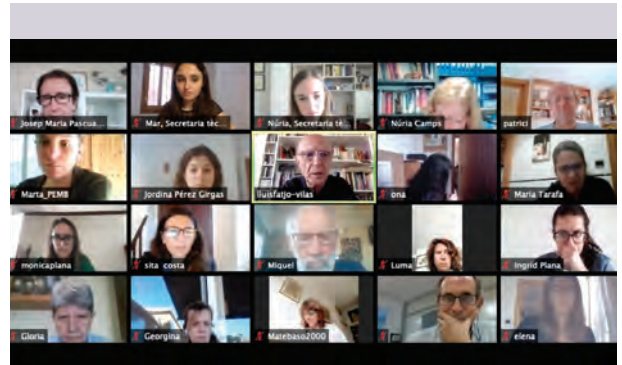 Josep Maria Pascua...
Mar, Secretaria tèc...
Núria, Secretaria tè...
Núria Camps
patrici
Marta_PEMB
Jordina Pérez Girgas
lluisfatjo-vilas
ona
Maria Tarafa
monicaplana
sita costa
Miquel
Luma
Ingrid Plana
Gloria
Georgina
Matebaso2000
elena